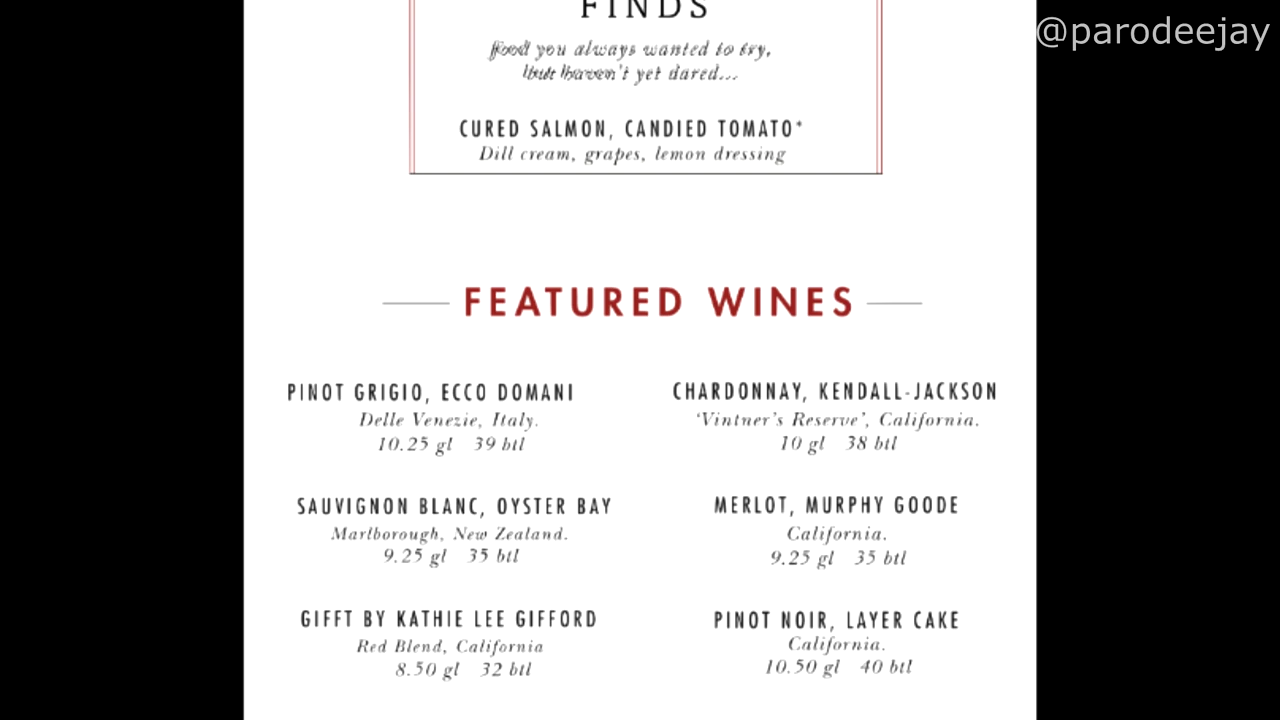 FINDS
@parodeejay
food you always wanted to try,
but haven't yet dared...
CURED SALMON, CANDIED TOMATO*
Dill cream, grapes, lemon dressing
FEATURED WINES
PINOT GRIGIO, ECCO DOMANI
Delle Venezie, Italy.
10.25 gl 39 btl
SAUVIGNON BLANC, OYSTER BAY
Marlborough, New Zealand.
9.25 gl 35 btl
GIFFT BY KATHIE LEE GIFFORD
Red Blend, California
8.50 gl 32 btl
CHARDONNAY, KENDALL-JACKSON
'Vintner's Reserve', California.
10 gl 38 btl
MERLOT, MURPHY GOODE
California.
9.25 gl 35 btl
PINOT NOIR, LAYER CAKE
California.
10.50 gl 40 btl